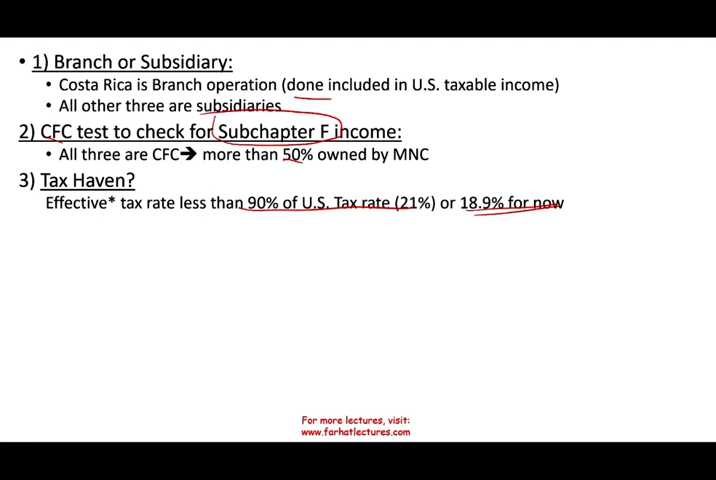 • 1) Branch or Subsidiary:
• Costa Rica is Branch operation (done included in U.S. taxable income)
• All other three are subsidiaries
2) CFC test to check for Subchapter F income:
• All three are CFC➔ more than 50% owned by MNC
3) Tax Haven?
Effective* tax rate less than 90% of U.S. Tax rate (21%) or 18.9% for now
For more lectures, visit:
www.farhatlectures.com